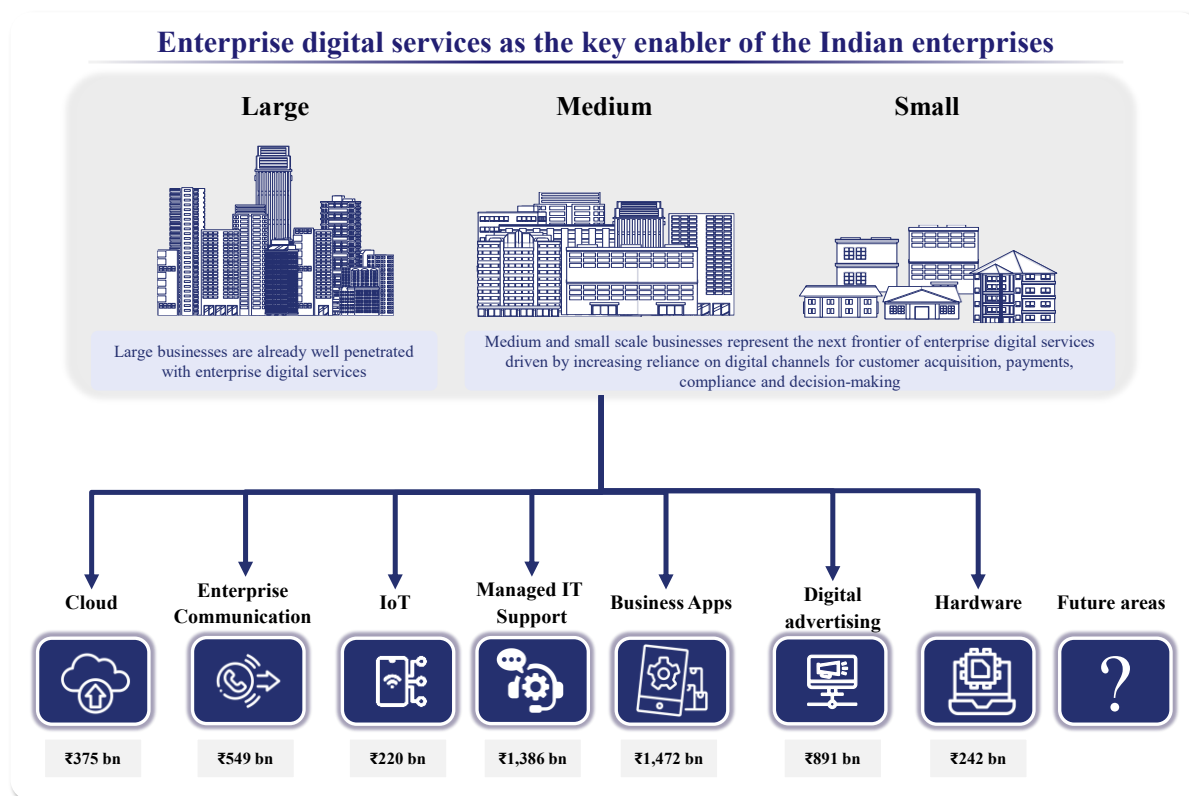 Enterprise digital services as the key enabler of the Indian enterprises
Large
Medium
Small
Large businesses are already well penetrated
with enterprise digital services
Medium and small scale businesses represent the next frontier of enterprise digital services
driven by increasing reliance on digital channels for customer acquisition, payments,
compliance and decision-making
Cloud
Enterprise
Communication
IoT
Managed IT
Support
Business Apps
Digital
advertising
Hardware
Future areas
?
₹375 bn
₹549 bn
₹220 bn
₹1,386 bn
₹1,472 bn
₹891 bn
₹242 bn